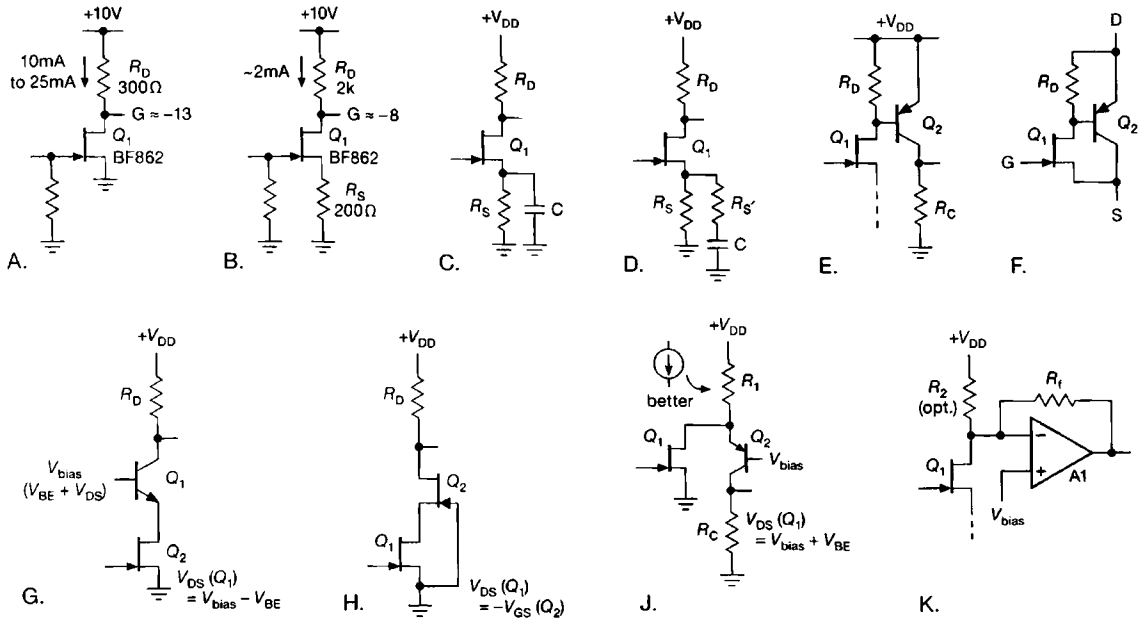 +10V
10mA
to 25mA
R_D
300Ω
G ≈ −13
Q_1
BF862
A.
+10V
~2mA
R_D
2k
G ≈ −8
Q_1
BF862
R_S
200Ω
B.
+V_DD
R_D
Q_1
R_S
C
C.
+V_DD
R_D
Q_1
R_S
R_S′
C
D.
+V_DD
R_D
Q_1
Q_2
R_C
E.
D
R_D
Q_1
Q_2
G
S
F.
+V_DD
R_D
V_bias
(V_BE + V_DS)
Q_1
Q_2
V_DS (Q_1)
= V_bias − V_BE
G.
+V_DD
R_D
Q_2
Q_1
V_DS (Q_1)
= −V_GS (Q_2)
H.
+V_DD
better
R_1
Q_1
Q_2
V_bias
R_C
V_DS (Q_1)
= V_bias + V_BE
J.
+V_DD
R_2
(opt.)
R_f
Q_1
−
+
A1
V_bias
K.